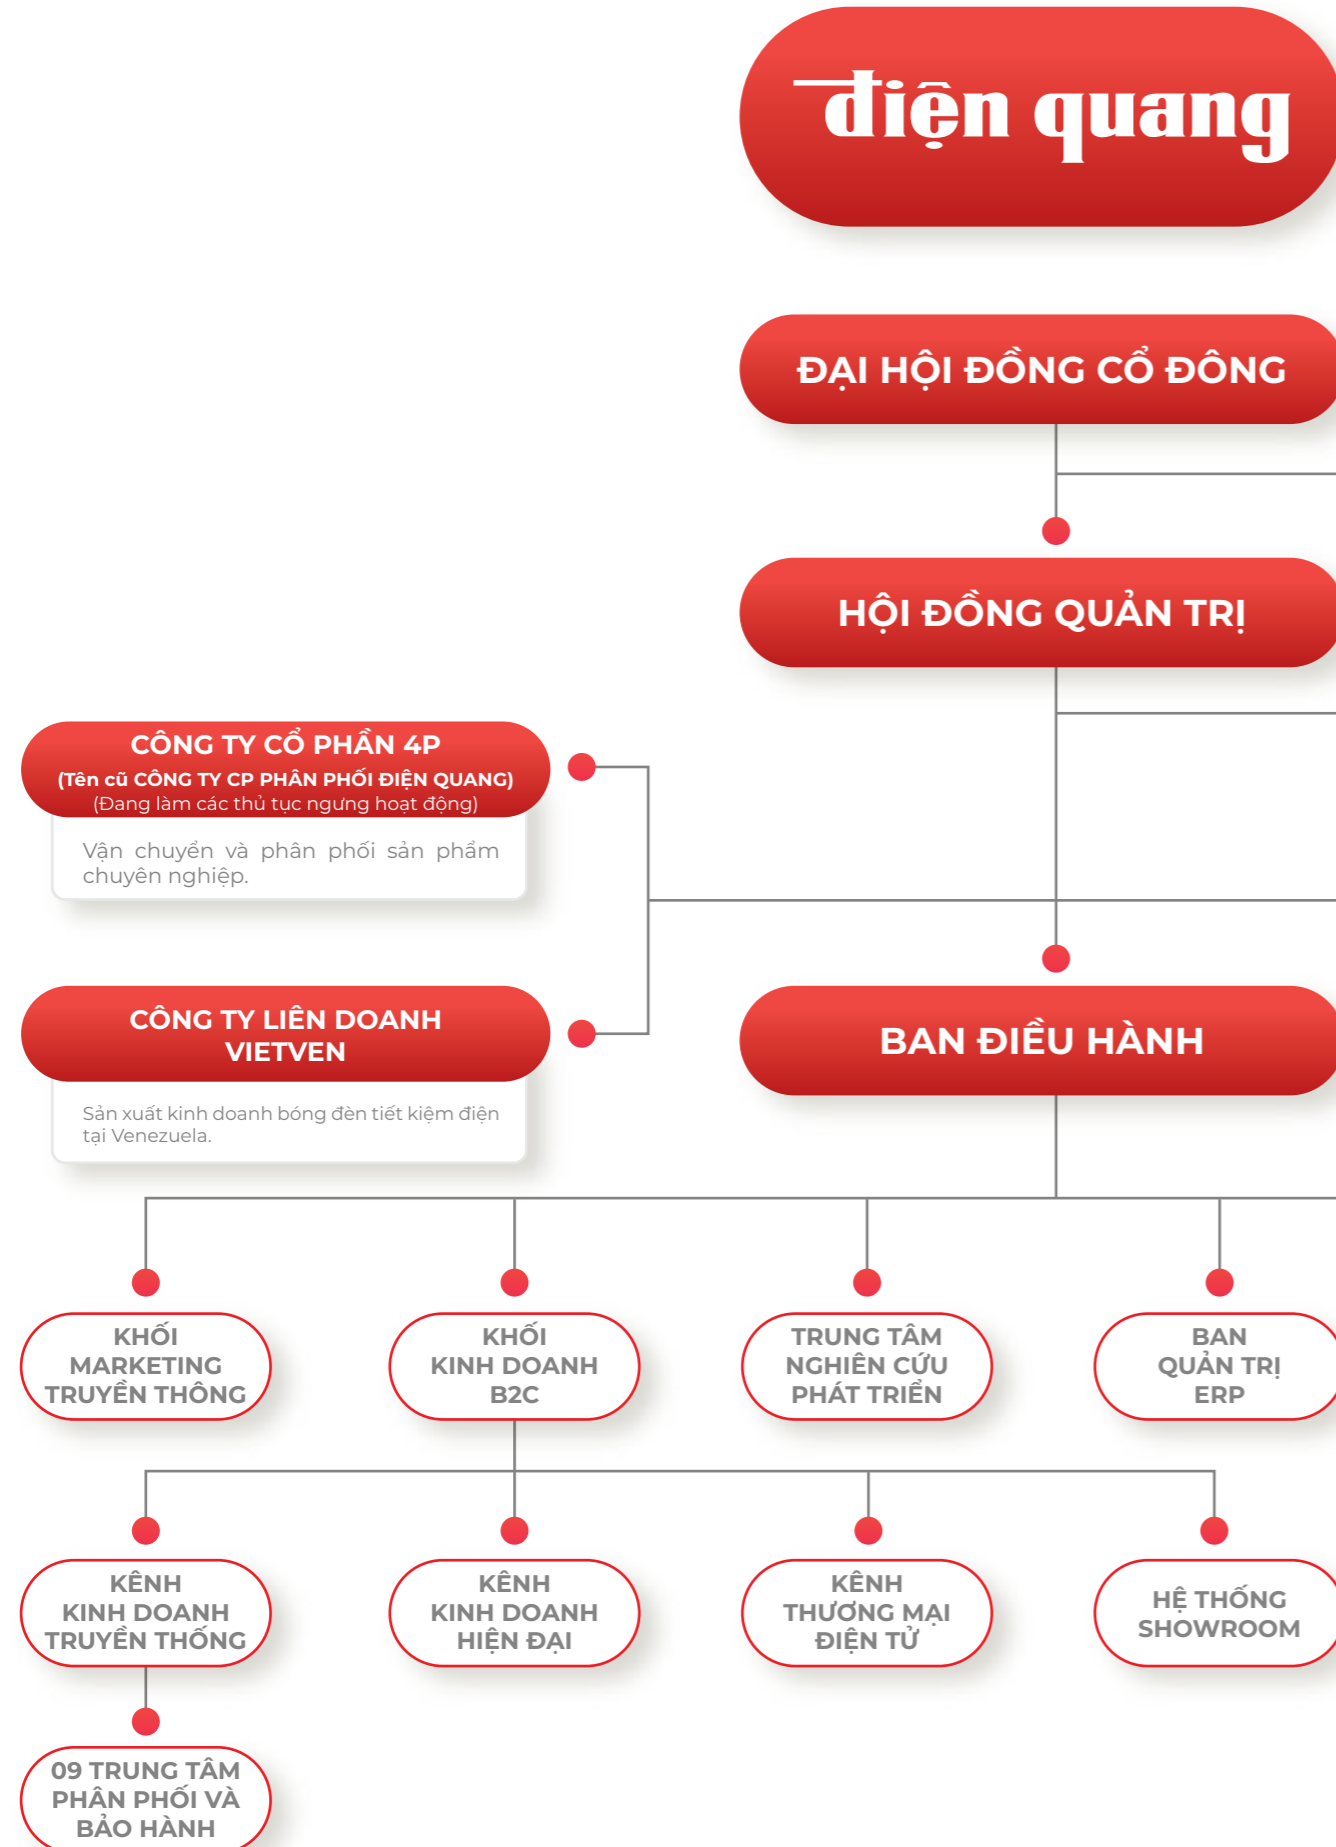 điện quang
ĐẠI HỘI ĐỒNG CỔ ĐÔNG
HỘI ĐỒNG QUẢN TRỊ
CÔNG TY CỔ PHẦN 4P
(Tên cũ CÔNG TY CP PHÂN PHỐI ĐIỆN QUANG)
(Đang làm các thủ tục ngưng hoạt động)
Vận chuyển và phân phối sản phẩm
chuyên nghiệp.
CÔNG TY LIÊN DOANH
VIETVEN
Sản xuất kinh doanh bóng đèn tiết kiệm điện
tại Venezuela.
BAN ĐIỀU HÀNH
KHỐI
MARKETING
TRUYỀN THÔNG
KHỐI
KINH DOANH
B2C
TRUNG TÂM
NGHIÊN CỨU
PHÁT TRIỂN
BAN
QUẢN TRỊ
ERP
KÊNH
KINH DOANH
TRUYỀN THỐNG
KÊNH
KINH DOANH
HIỆN ĐẠI
KÊNH
THƯƠNG MẠI
ĐIỆN TỬ
HỆ THỐNG
SHOWROOM
09 TRUNG TÂM
PHÂN PHỐI VÀ
BẢO HÀNH